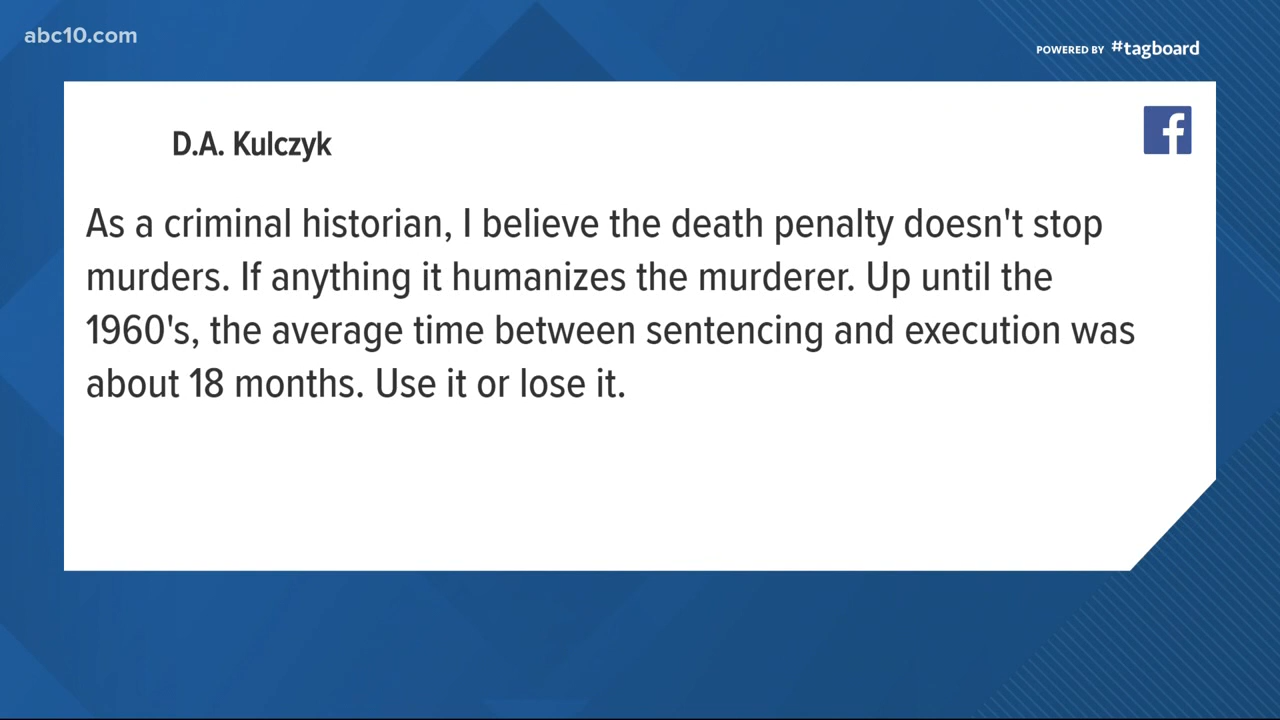 abc10.com
POWERED BY #tagboard
D.A. Kulczyk
As a criminal historian, I believe the death penalty doesn't stop
murders. If anything it humanizes the murderer. Up until the
1960's, the average time between sentencing and execution was
about 18 months. Use it or lose it.